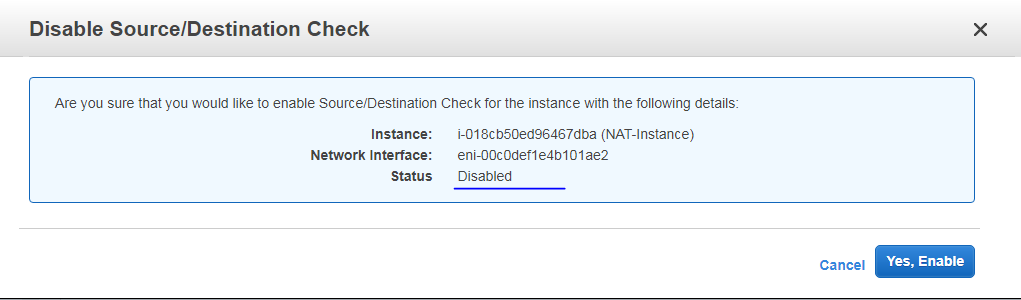 Disable Source/Destination Check
Are you sure that you would like to enable Source/Destination Check for the instance with the following details:
Instance: i-018cb50ed96467dba (NAT-Instance)
Network Interface: eni-00c0def1e4b101ae2
Status Disabled
Cancel Yes, Enable